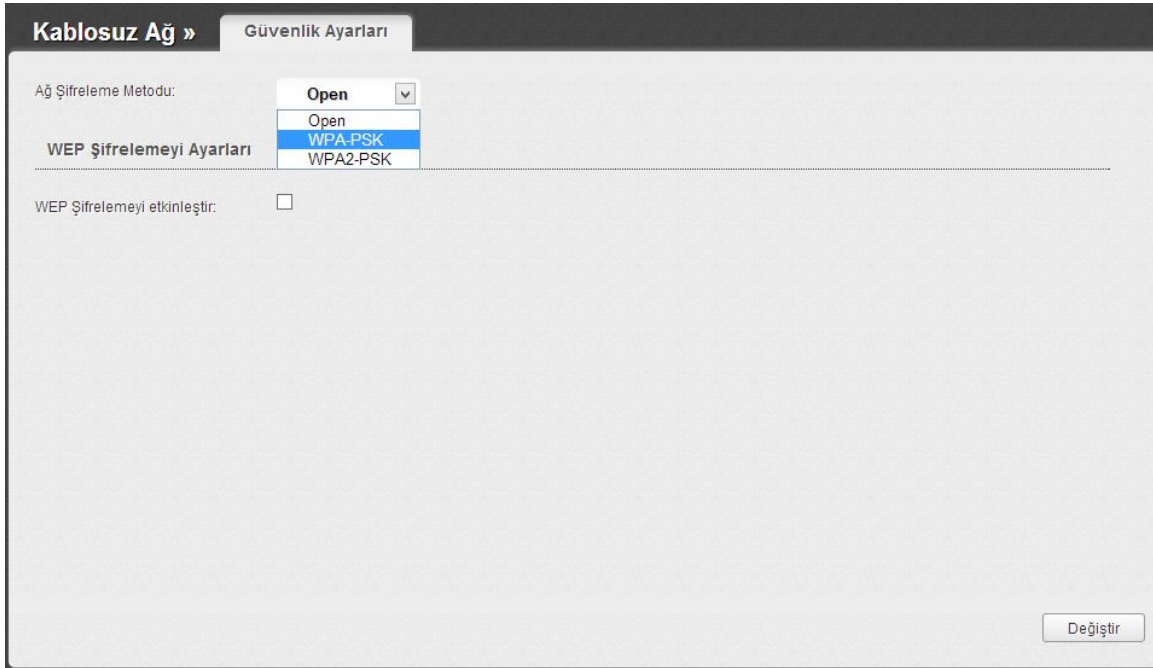 Kablosuz Ağ »
Güvenlik Ayarları
Ağ Şifreleme Metodu:
Open
Open
WPA-PSK
WPA2-PSK
WEP Şifrelemeyi Ayarları
WEP Şifrelemeyi etkinleştir:
Değiştir